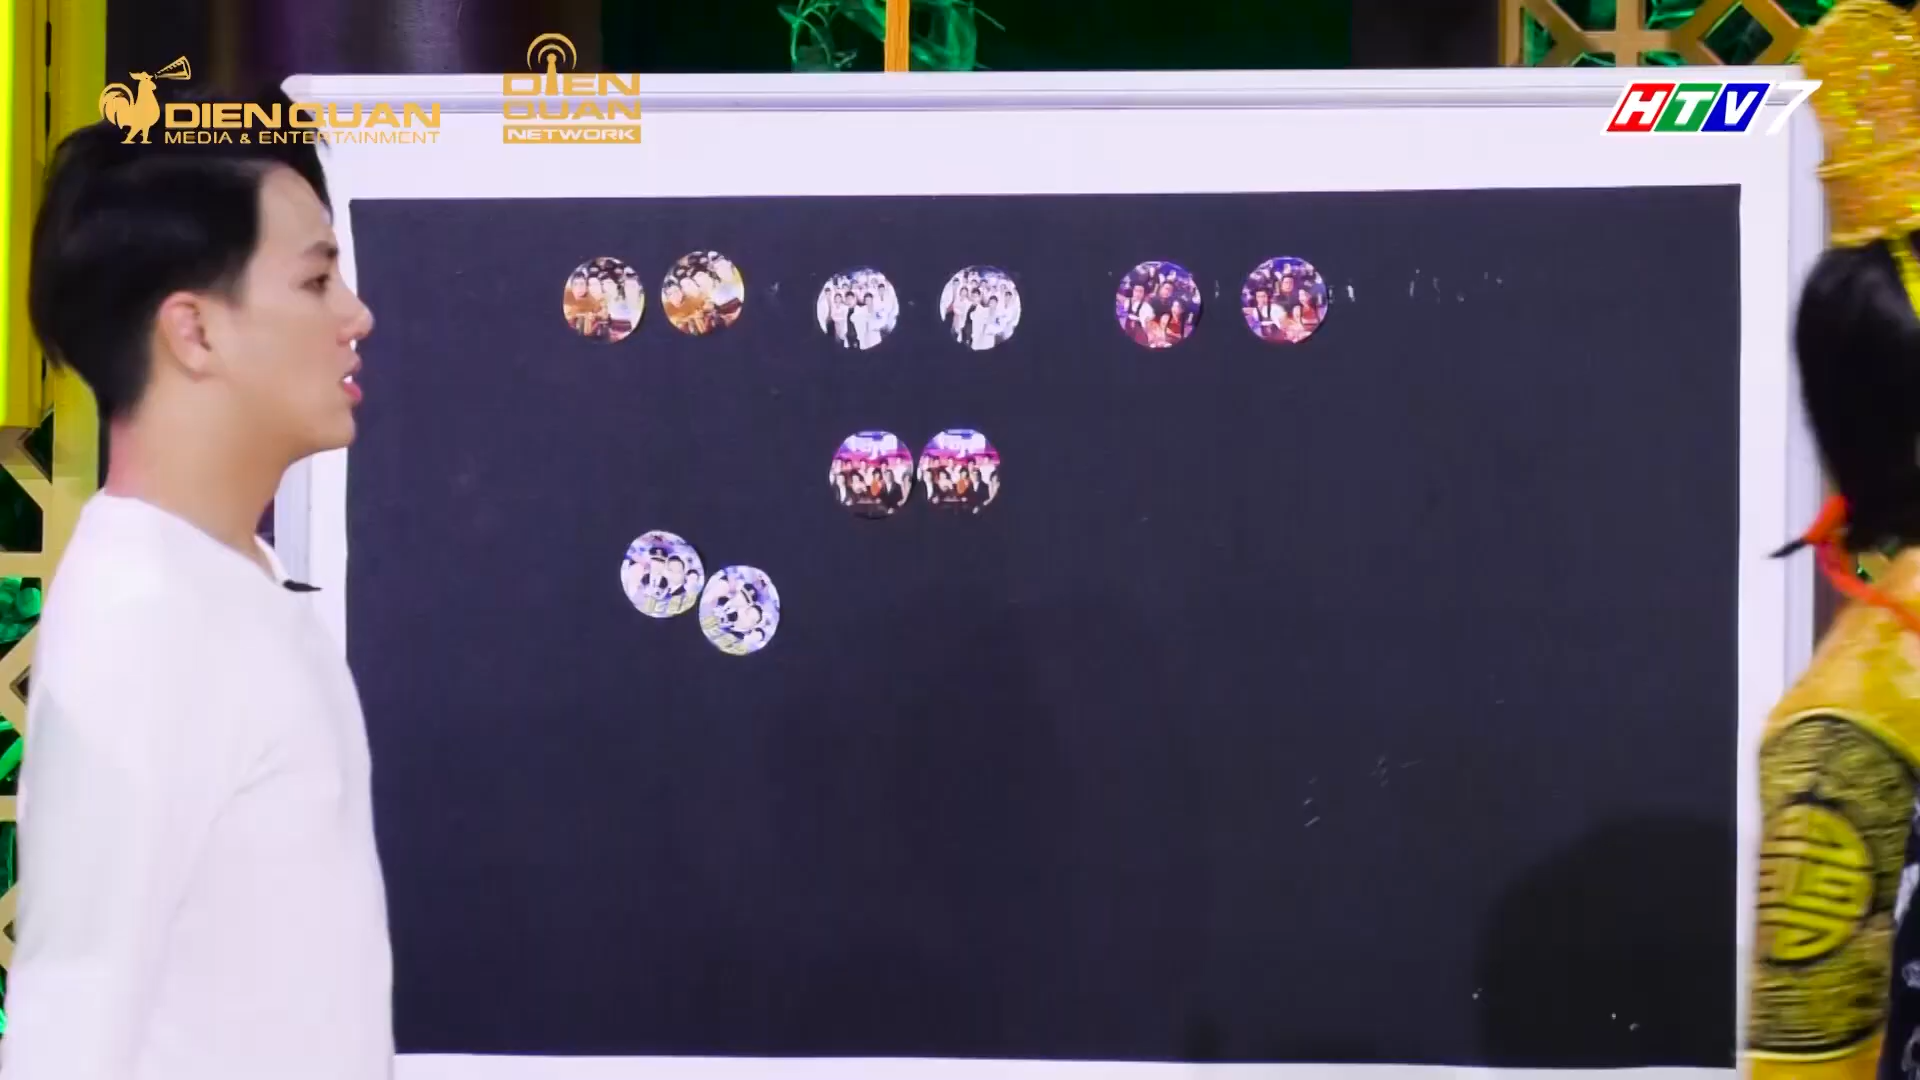 DIEN QUAN
MEDIA & ENTERTAINMENT
DIEN
QUAN
NETWORK
HTV7